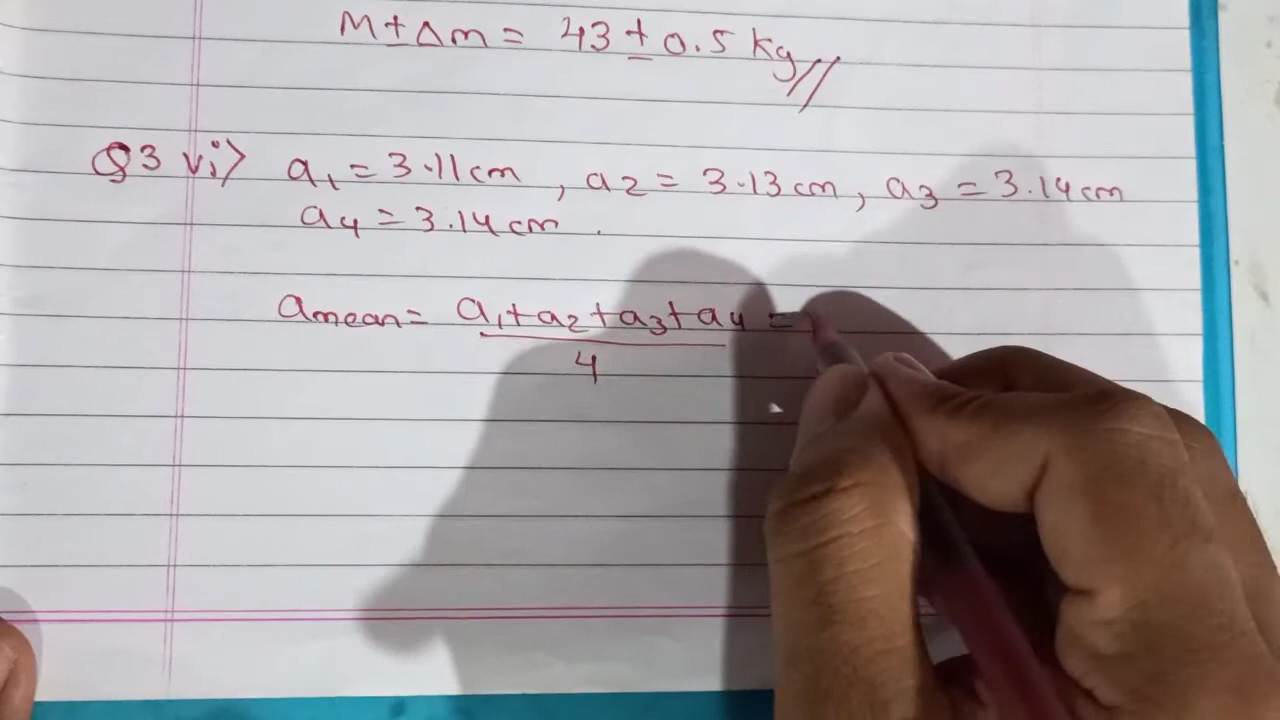 M ± Δm = 43 ± 0.5 kg //
Q3 vi> a₁ = 3.11 cm , a2 = 3.13 cm, a3 = 3.14 cm
a4 = 3.14 cm .
amean = a₁ + a2 + a3 + a4 =
4